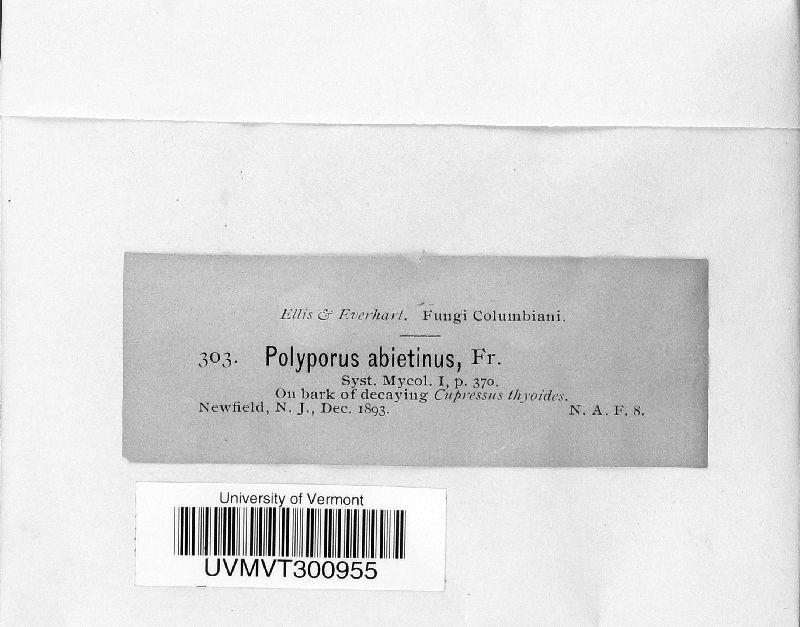 Ellis & Everhart. Fungi Columbiani.
303. Polyporus abietinus, Fr.
Syst. Mycol. I, p. 370.
On bark of decaying Cupressus thyoides.
Newfield, N. J., Dec. 1893. N. A. F. 8.
University of Vermont
UVMVT300955